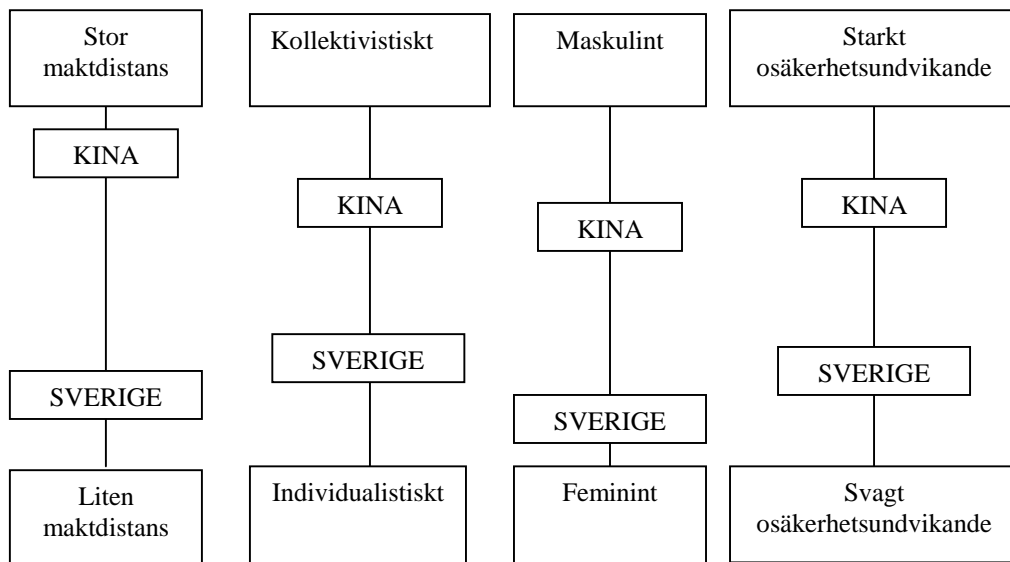 Stor
maktdistans
Kollektivistiskt
Maskulint
Starkt
osäkerhetsundvikande
KINA
KINA
KINA
KINA
SVERIGE
SVERIGE
SVERIGE
SVERIGE
Liten
maktdistans
Individualistiskt
Feminint
Svagt
osäkerhetsundvikande